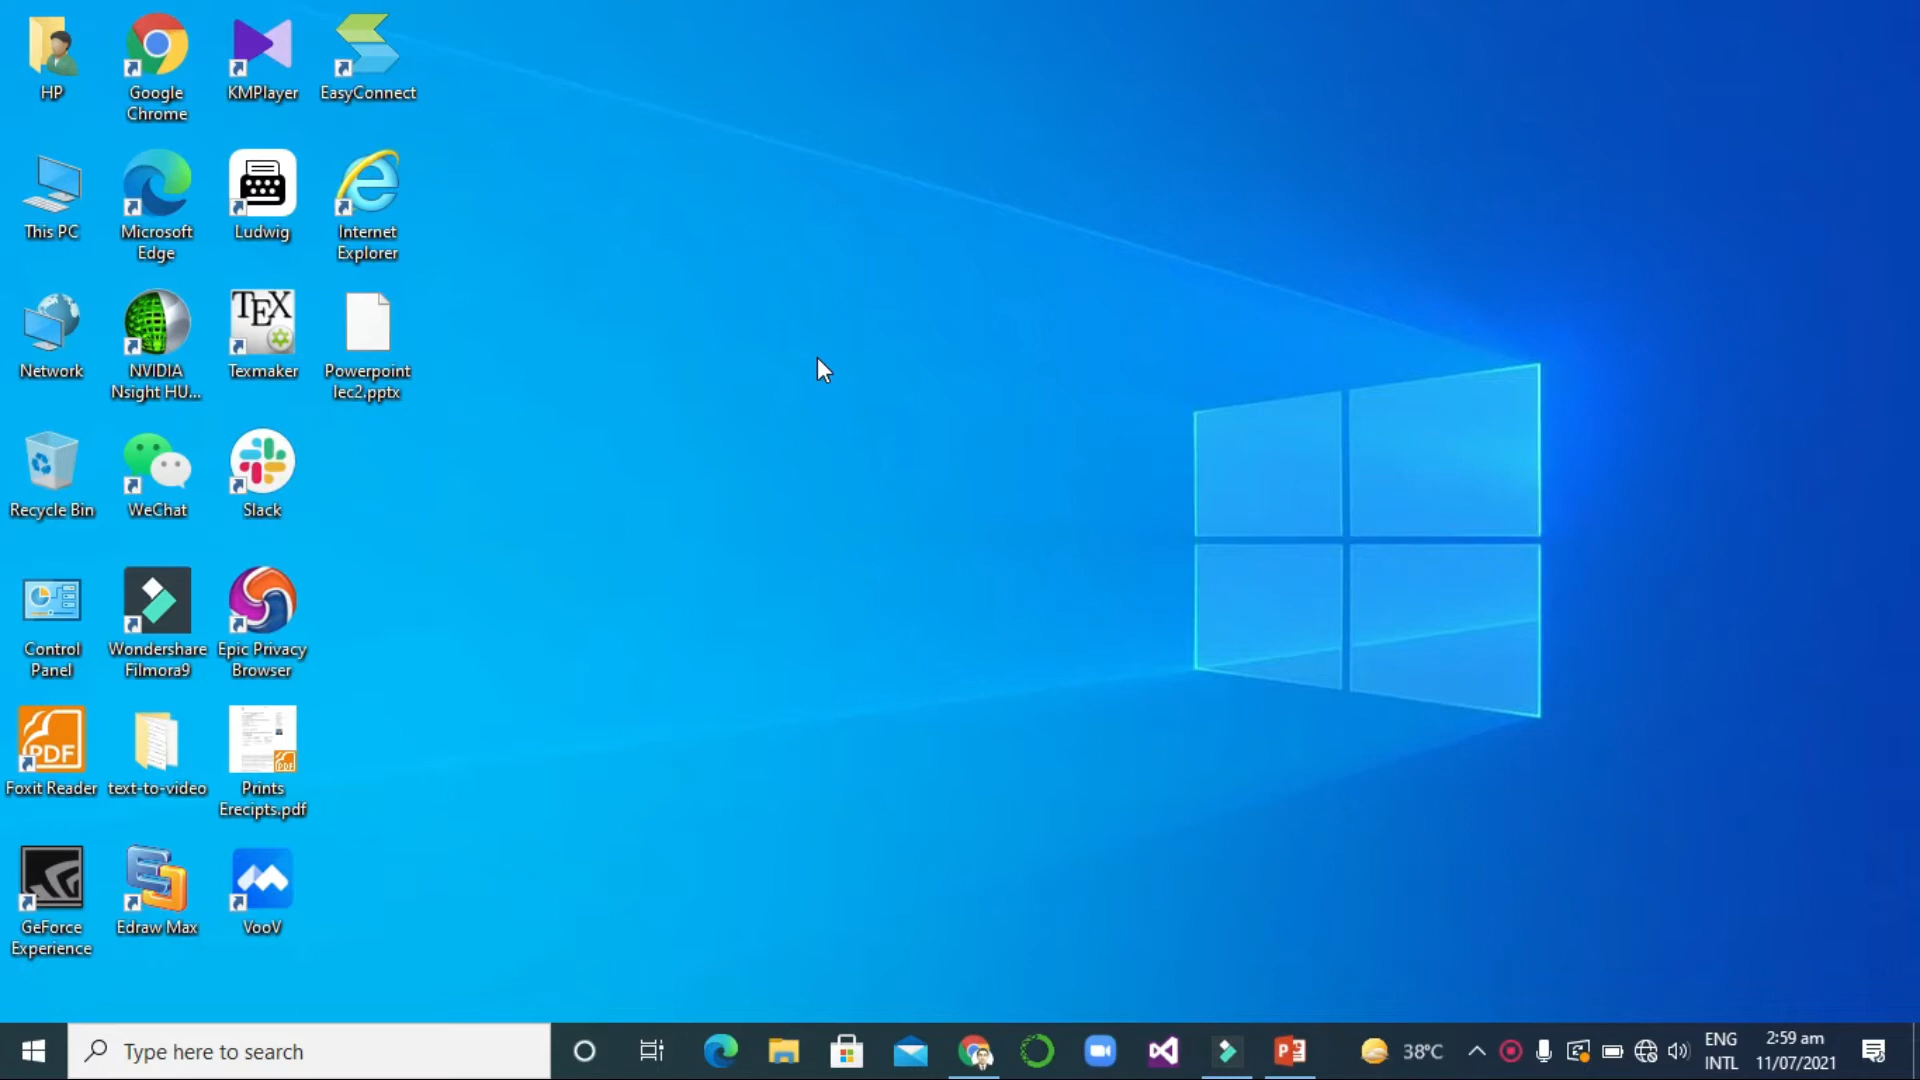 HP
Google
Chrome
KMPlayer
EasyConnect
This PC
Microsoft
Edge
Ludwig
Internet
Explorer
Network
NVIDIA
Nsight HU...
TEX
Texmaker
Powerpoint
lec2.pptx
Recycle Bin
WeChat
Slack
Control
Panel
Wondershare
Filmora9
Epic Privacy
Browser
PDF
Foxit Reader
text-to-video
Prints
Erecipts.pdf
GeForce
Experience
Edraw Max
VooV
Type here to search
38°C
ENG
INTL
2:59 am
11/07/2021